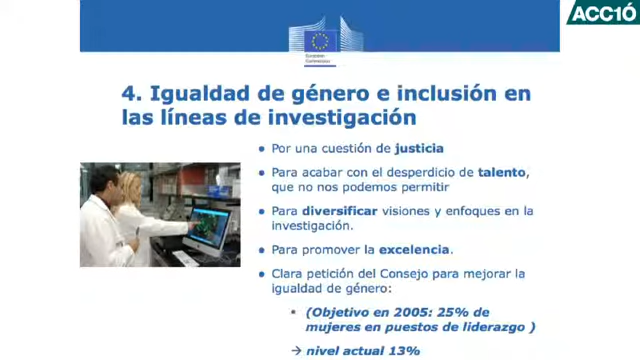 ACC1Ó
European
Commission
4. Igualdad de género e inclusión en
las líneas de investigación
• Por una cuestión de justicia
• Para acabar con el desperdicio de talento,
que no nos podemos permitir
• Para diversificar visiones y enfoques en la
investigación.
• Para promover la excelencia.
• Clara petición del Consejo para mejorar la
igualdad de género:
▪ (Objetivo en 2005: 25% de
mujeres en puestos de liderazgo )
→ nivel actual 13%